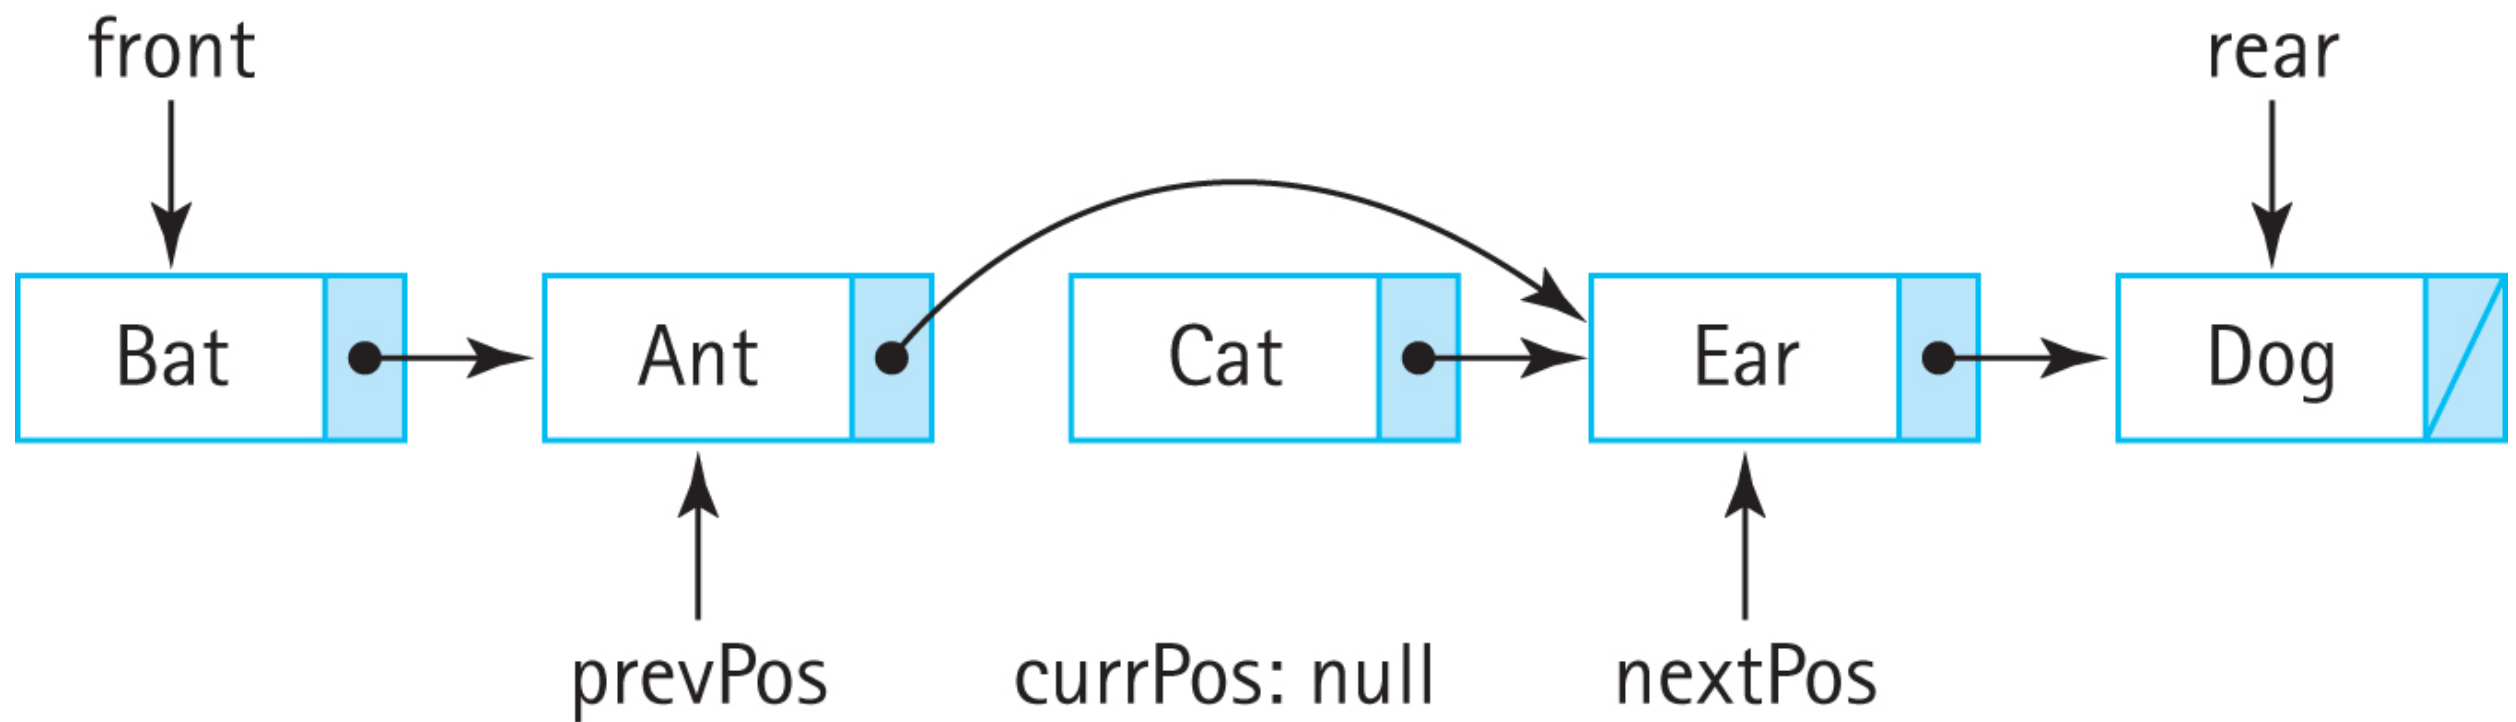 front rear
Bat Ant Cat Ear Dog
prevPos currPos: null nextPos